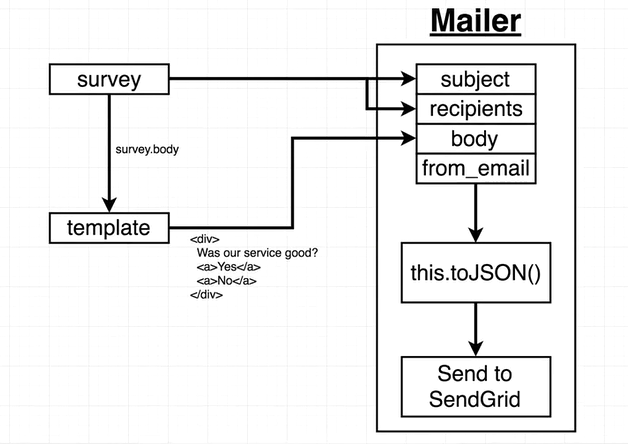 Mailer
survey
subject
recipients
body
from_email
survey.body
template
<div>
Was our service good?
<a>Yes</a>
<a>No</a>
</div>
this.toJSON()
Send to
SendGrid